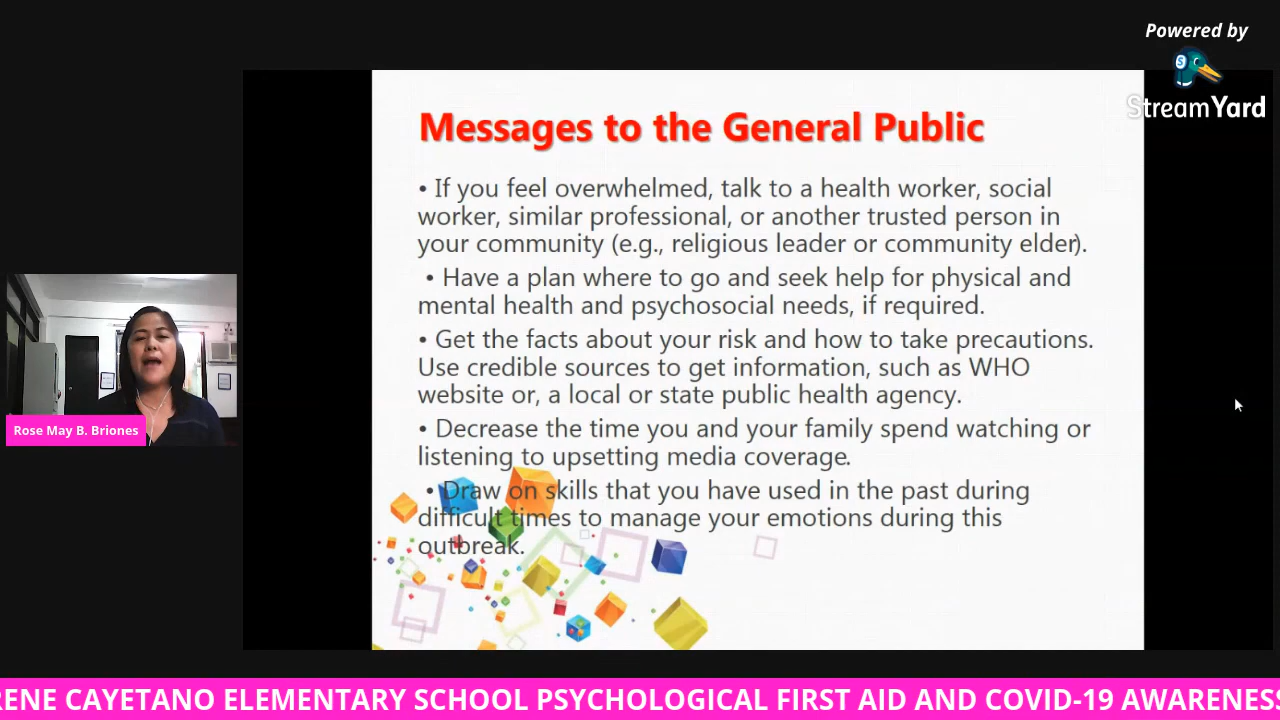 Powered by
StreamYard
Messages to the General Public
• If you feel overwhelmed, talk to a health worker, social
worker, similar professional, or another trusted person in
your community (e.g., religious leader or community elder).
• Have a plan where to go and seek help for physical and
mental health and psychosocial needs, if required.
• Get the facts about your risk and how to take precautions.
Use credible sources to get information, such as WHO
website or, a local or state public health agency.
• Decrease the time you and your family spend watching or
listening to upsetting media coverage.
• Draw on skills that you have used in the past during
difficult times to manage your emotions during this
outbreak.
Rose May B. Briones
RENE CAYETANO ELEMENTARY SCHOOL PSYCHOLOGICAL FIRST AID AND COVID-19 AWARENESS